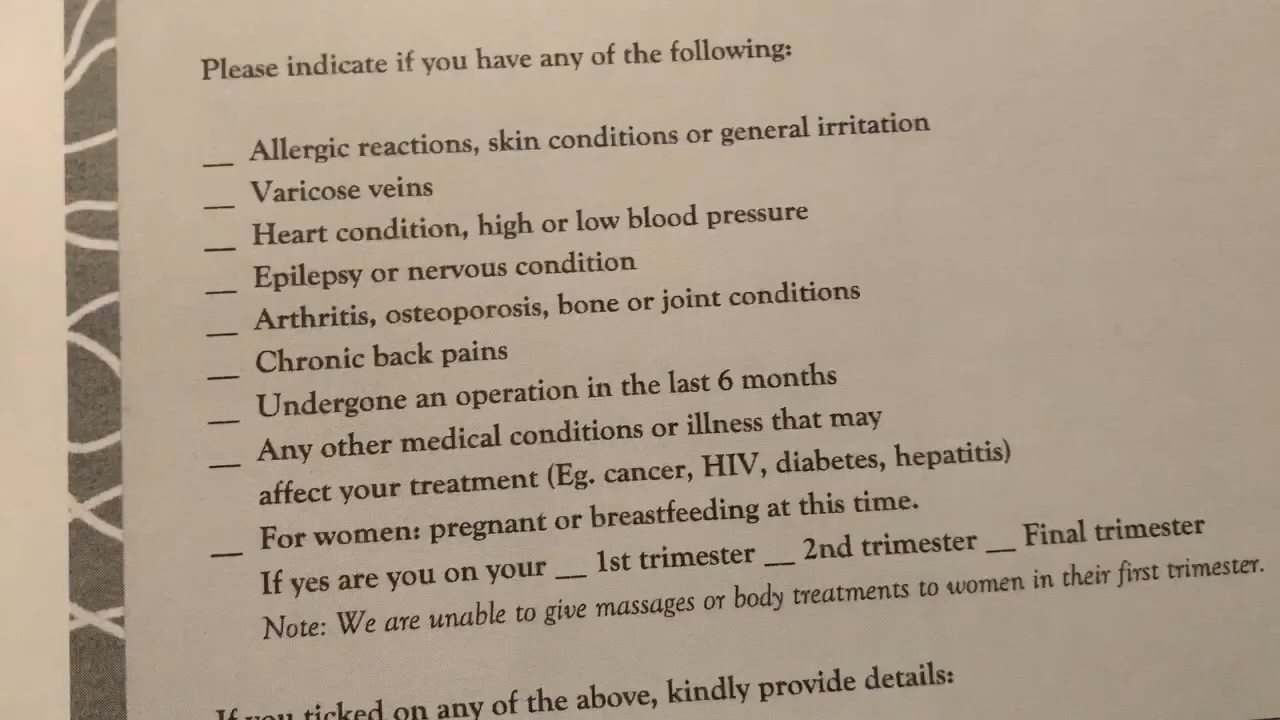 Please indicate if you have any of the following:
__ Allergic reactions, skin conditions or general irritation
__ Varicose veins
__ Heart condition, high or low blood pressure
__ Epilepsy or nervous condition
__ Arthritis, osteoporosis, bone or joint conditions
__ Chronic back pains
__ Undergone an operation in the last 6 months
__ Any other medical conditions or illness that may
affect your treatment (Eg. cancer, HIV, diabetes, hepatitis)
__ For women: pregnant or breastfeeding at this time.
If yes are you on your __ 1st trimester __ 2nd trimester __ Final trimester
Note: We are unable to give massages or body treatments to women in their first trimester.
If you ticked on any of the above, kindly provide details: